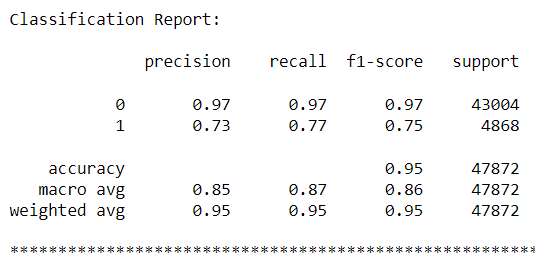 Classification Report:
precision recall f1-score support
0 0.97 0.97 0.97 43004
1 0.73 0.77 0.75 4868
accuracy 0.95 47872
macro avg 0.85 0.87 0.86 47872
weighted avg 0.95 0.95 0.95 47872
*******************************************************